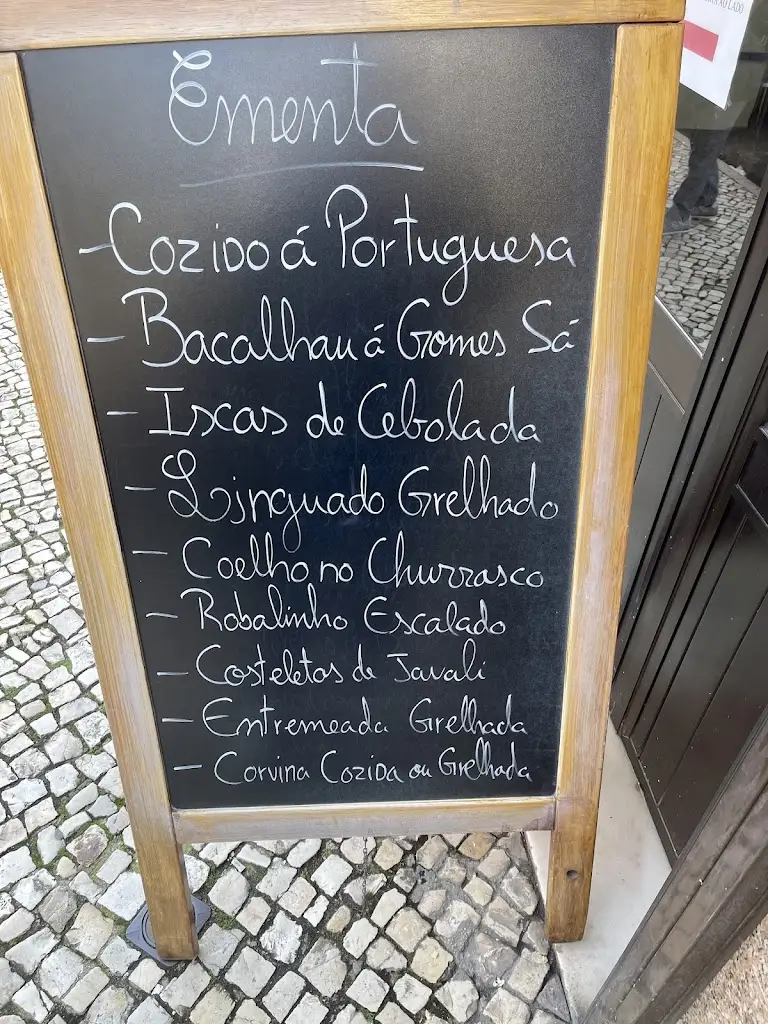 Ementa
- Cozido á Portuguesa
- Bacalhau á Gomes Sá
- Iscas de Cebolada
- Linguado Grelhado
- Coelho no Churrasco
- Robalinho Escalado
- Costeletas de Javali
- Entremeada Grelhada
- Corvina Cozida ou Grelhada